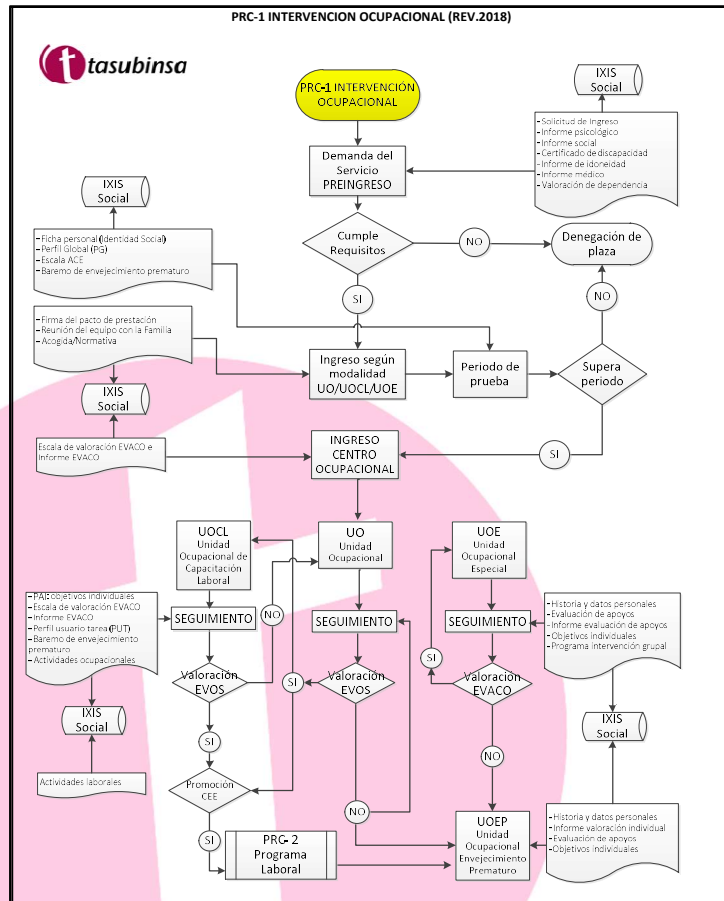 PRC-1 INTERVENCION OCUPACIONAL (REV.2018)
t tasubinsa
PRC-1 INTERVENCIÓN
OCUPACIONAL
IXIS
Social
-Solicitud de Ingreso
-Informe psicológico
-Informe social
-Certificado de discapacidad
-Informe de idoneidad
-Informe médico
-Valoración de dependencia
Demanda del
Servicio
PREINGRESO
IXIS
Social
-Ficha personal (Identidad Social)
-Perfil Global (PG)
-Escala ACE
-Baremo de envejecimiento prematuro
Cumple
Requisitos
NO
Denegación de
plaza
SI
NO
-Firma del pacto de prestación
-Reunión del equipo con la Familia
-Acogida/Normativa
Ingreso según
modalidad
UO/UOCL/UOE
Periodo de
prueba
Supera
periodo
IXIS
Social
Escala de valoración EVACO e
Informe EVACO
INGRESO
CENTRO
OCUPACIONAL
SI
UOCL
Unidad
Ocupacional de
Capacitación
Laboral
UO
Unidad
Ocupacional
UOE
Unidad
Ocupacional
Especial
-PAI: objetivos individuales
-Escala de valoración EVACO
-Informe EVACO
-Perfil usuario tarea (PUT)
-Baremo de envejecimiento
prematuro
-Actividades ocupacionales
SEGUIMIENTO
NO
SEGUIMIENTO
SEGUIMIENTO
-Historia y datos personales
-Evaluación de apoyos
-Informe evaluación de apoyos
-Objetivos individuales
-Programa intervención grupal
Valoración
EVOS
SI
Valoración
EVOS
SI
Valoración
EVACO
IXIS
Social
IXIS
Social
SI
NO
Actividades laborales
Promoción
CEE
NO
SI
PRC- 2
Programa
Laboral
UOEP
Unidad
Ocupacional
Envejecimiento
Prematuro
-Historia y datos personales
-Informe valoración individual
-Evaluación de apoyos
-Objetivos individuales